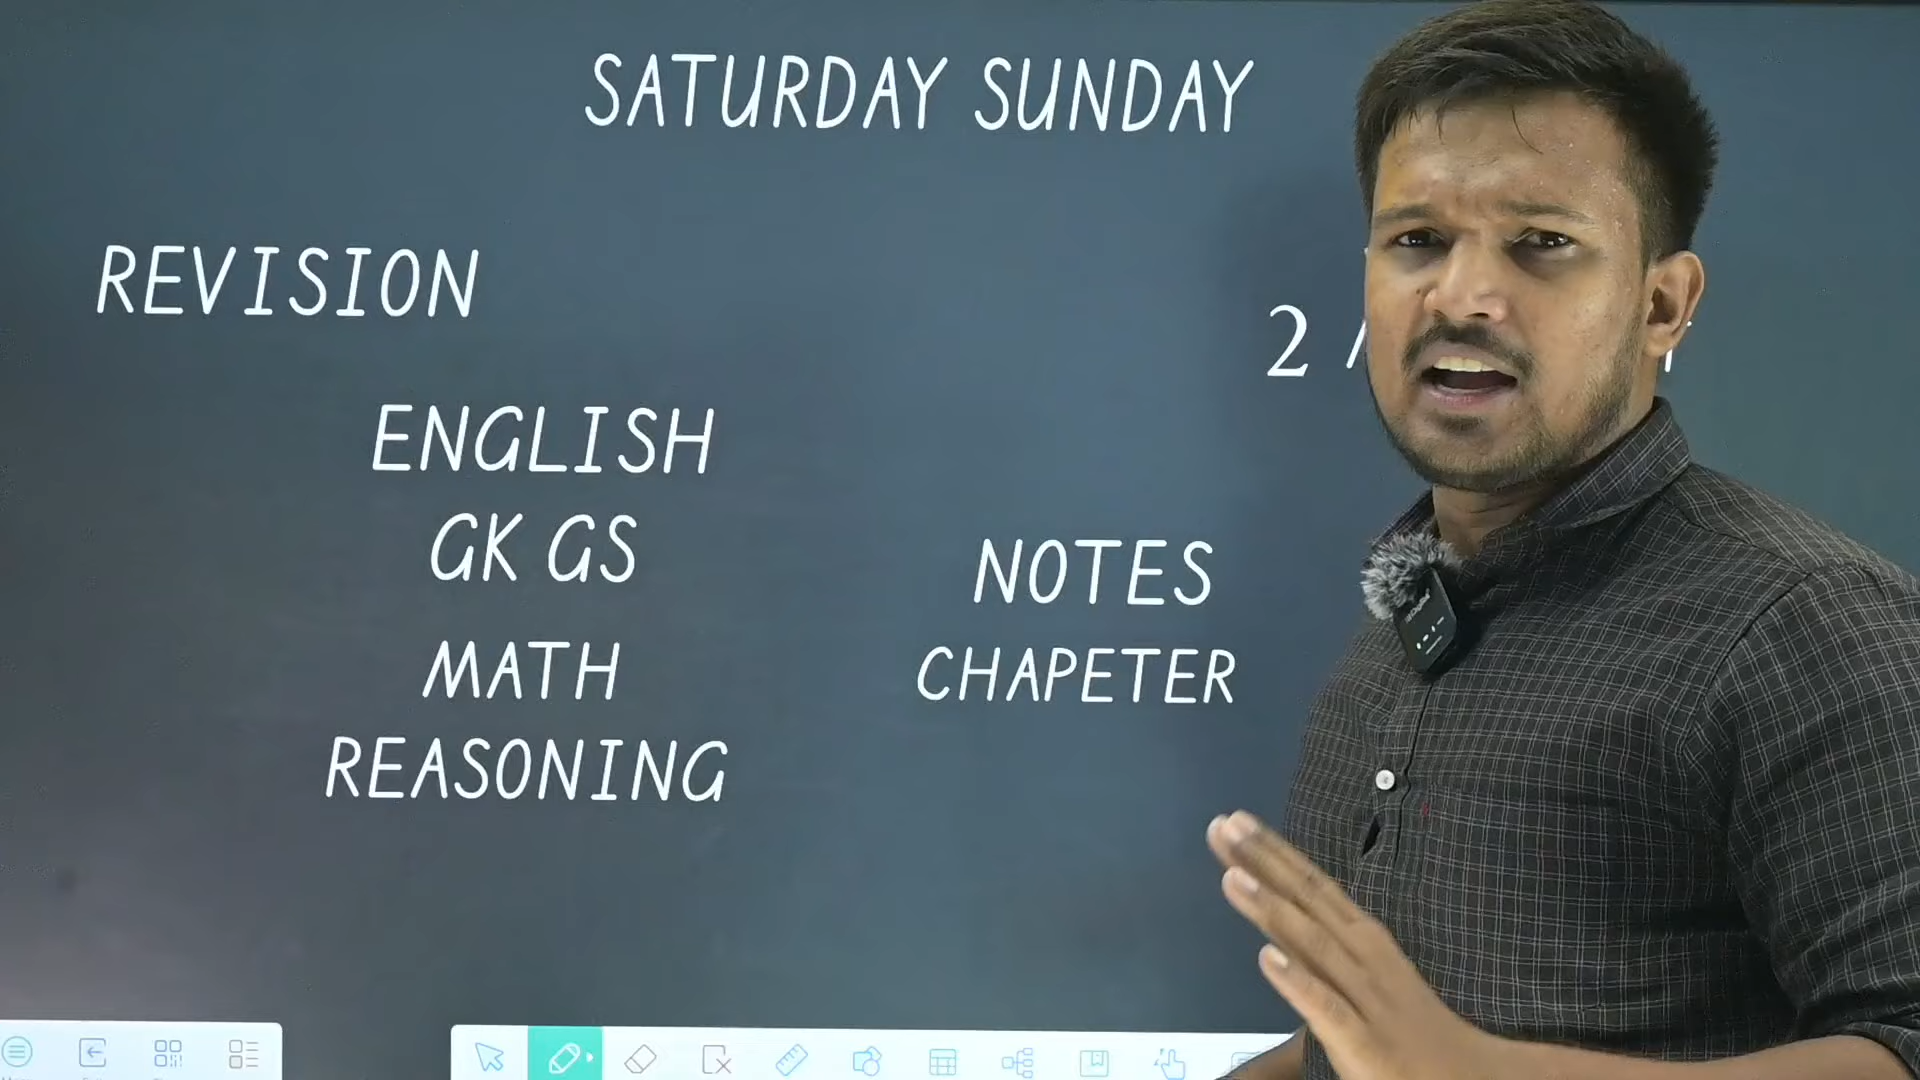 SATURDAY SUNDAY
REVISION
2
ENGLISH
GK GS
NOTES
MATH
CHAPETER
REASONING